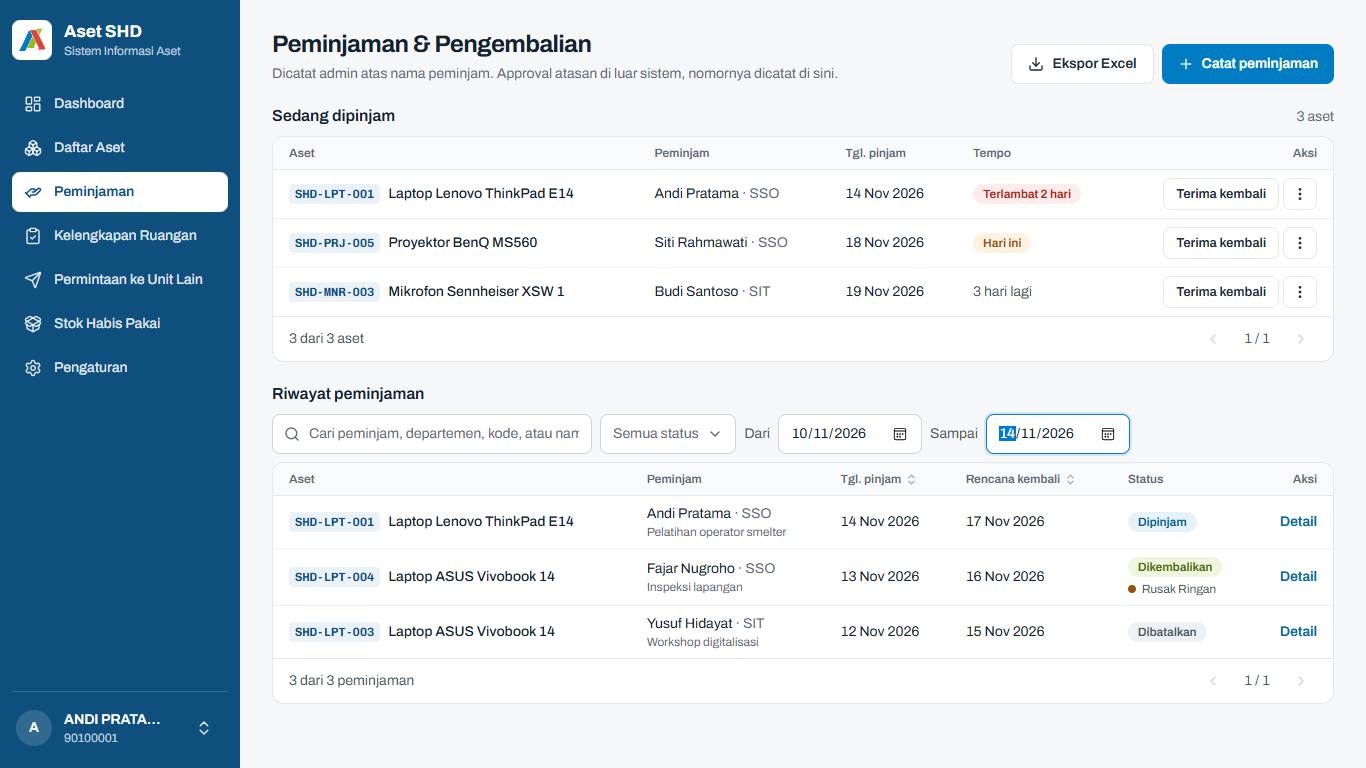 Aset SHD
Sistem Informasi Aset
Dashboard
Daftar Aset
Peminjaman
Kelengkapan Ruangan
Permintaan ke Unit Lain
Stok Habis Pakai
Pengaturan
A
ANDI PRATA...
90100001
Peminjaman & Pengembalian
Dicatat admin atas nama peminjam. Approval atasan di luar sistem, nomornya dicatat di sini.
Ekspor Excel
Catat peminjaman
Sedang dipinjam
3 aset
Aset Peminjam Tgl. pinjam Tempo Aksi
SHD-LPT-001 Laptop Lenovo ThinkPad E14 Andi Pratama · SSO 14 Nov 2026 Terlambat 2 hari Terima kembali
SHD-PRJ-005 Proyektor BenQ MS560 Siti Rahmawati · SSO 18 Nov 2026 Hari ini Terima kembali
SHD-MNR-003 Mikrofon Sennheiser XSW 1 Budi Santoso · SIT 19 Nov 2026 3 hari lagi Terima kembali
3 dari 3 aset 1 / 1
Riwayat peminjaman
Cari peminjam, departemen, kode, atau nam Semua status Dari 10/11/2026 Sampai 14/11/2026
Aset Peminjam Tgl. pinjam Rencana kembali Status Aksi
SHD-LPT-001 Laptop Lenovo ThinkPad E14 Andi Pratama · SSO 14 Nov 2026 17 Nov 2026 Dipinjam Detail
Pelatihan operator smelter
SHD-LPT-004 Laptop ASUS Vivobook 14 Fajar Nugroho · SSO 13 Nov 2026 16 Nov 2026 Dikembalikan Detail
Inspeksi lapangan Rusak Ringan
SHD-LPT-003 Laptop ASUS Vivobook 14 Yusuf Hidayat · SIT 12 Nov 2026 15 Nov 2026 Dibatalkan Detail
Workshop digitalisasi
3 dari 3 peminjaman 1 / 1